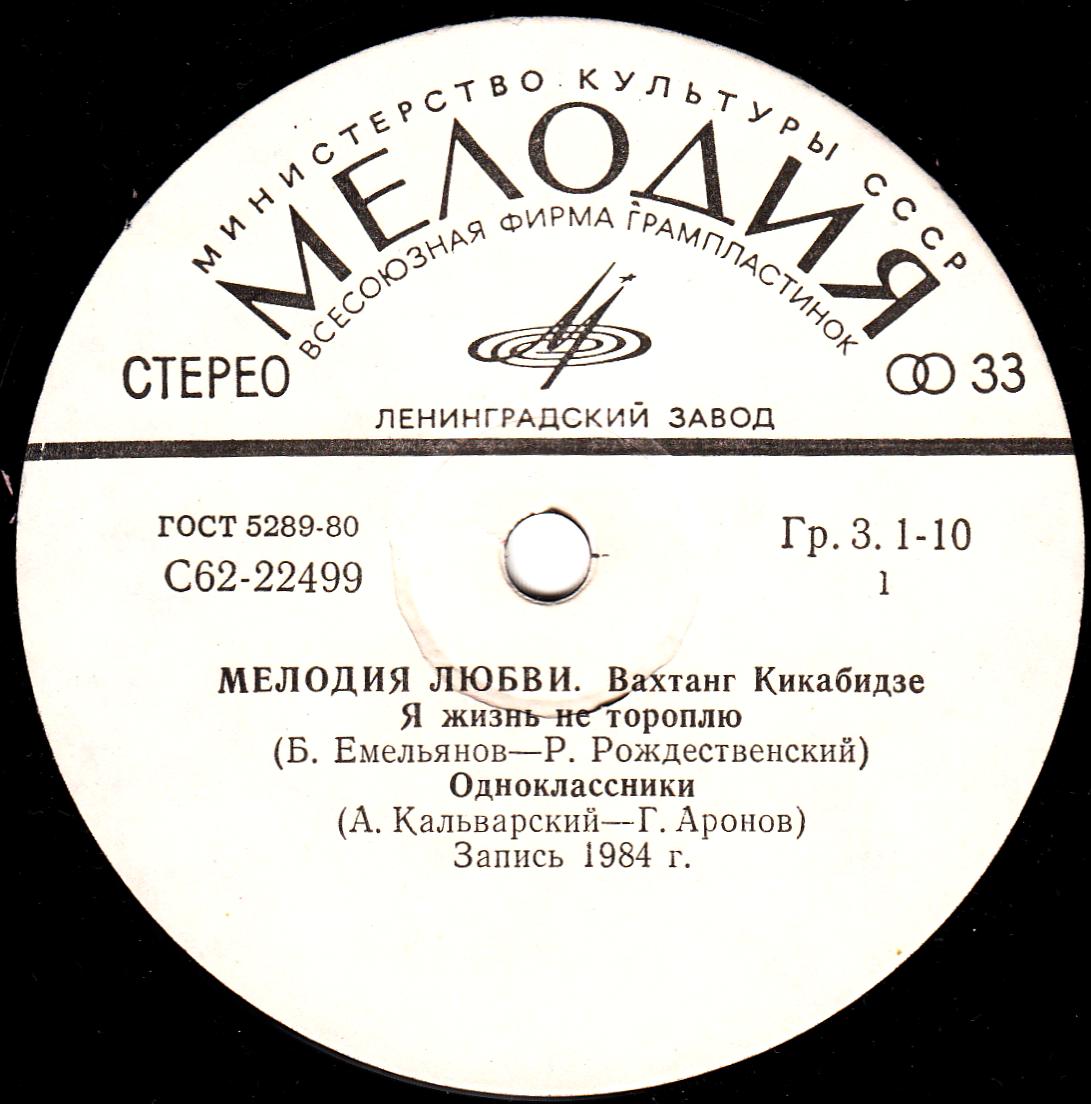 МИНИСТЕРСТВО КУЛЬТУРЫ СССР
МЕЛОДИЯ
ВСЕСОЮЗНАЯ ФИРМА ГРАМПЛАСТИНОК
СТЕРЕО
33
ЛЕНИНГРАДСКИЙ ЗАВОД
ГОСТ 5289-80
Гр. 3. 1-10
С62-22499
1
МЕЛОДИЯ ЛЮБВИ. Вахтанг Кикабидзе
Я жизнь не тороплю
(Б. Емельянов—Р. Рождественский)
Одноклассники
(А. Кальварский—Г. Аронов)
Запись 1984 г.